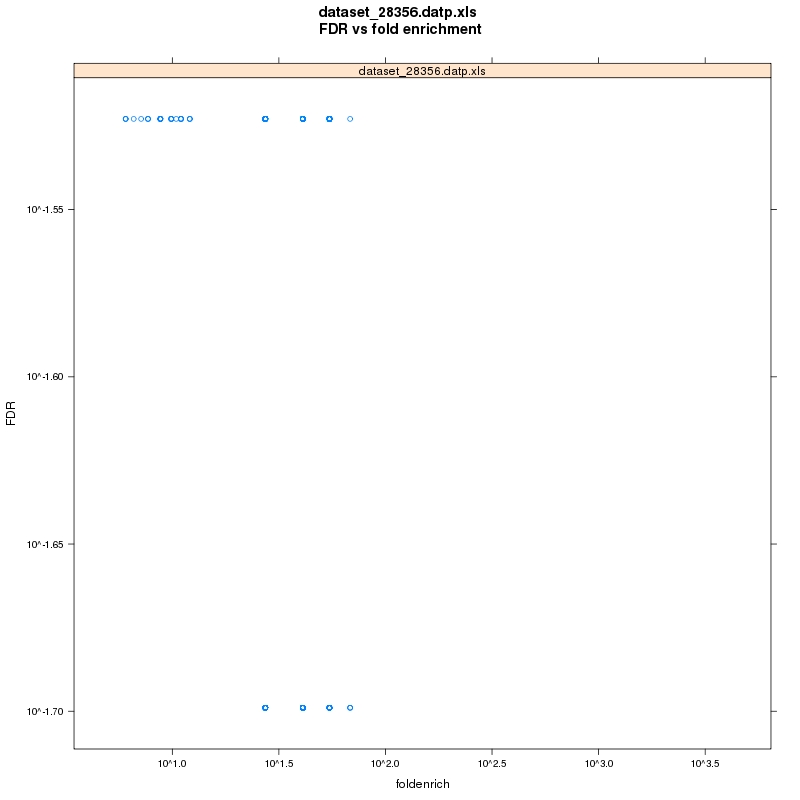 dataset_28356.datp.xls
FDR vs fold enrichment
dataset_28356.datp.xls
10^-1.55
10^-1.60
FDR
10^-1.65
10^-1.70
10^1.0 10^1.5 10^2.0 10^2.5 10^3.0 10^3.5
foldenrich